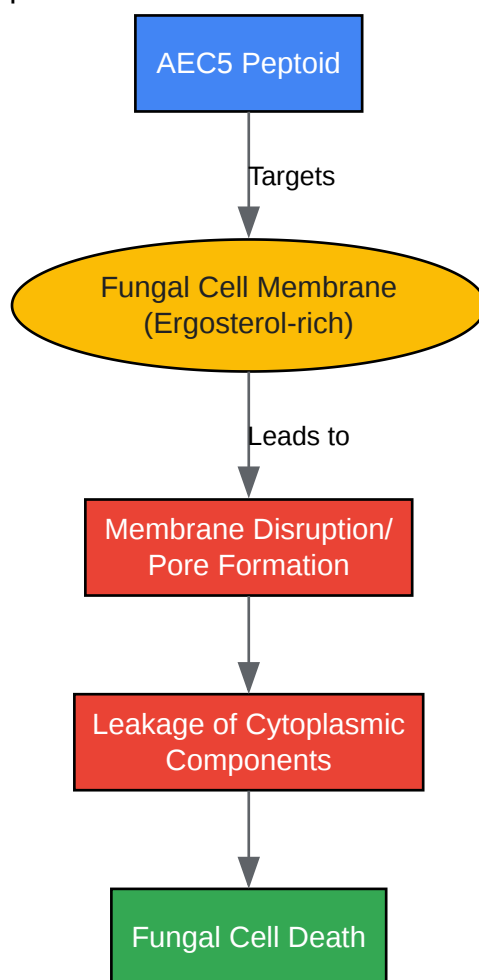 AEC5 Peptoid
Targets
Fungal Cell Membrane
(Ergosterol-rich)
Leads to
Membrane Disruption/
Pore Formation
Leakage of Cytoplasmic
Components
Fungal Cell Death